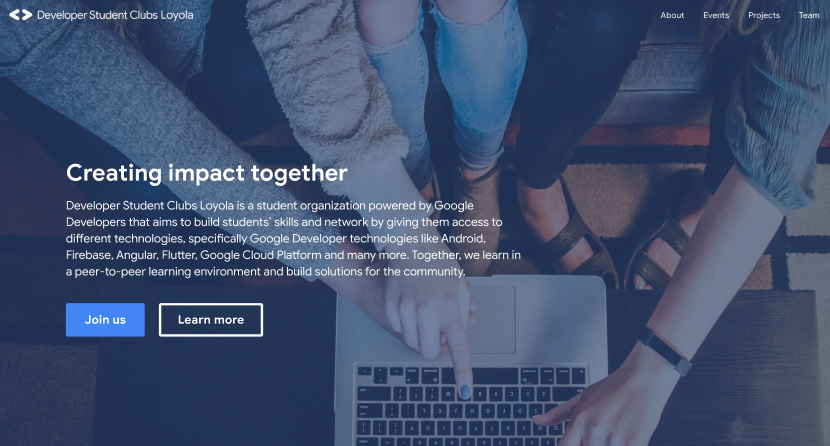 Developer Student Clubs Loyola
About Events Projects Team
Creating impact together
Developer Student Clubs Loyola is a student organization powered by Google
Developers that aims to build students' skills and network by giving them access to
different technologies, specifically Google Developer technologies like Android,
Firebase, Angular, Flutter, Google Cloud Platform and many more. Together, we learn in
a peer-to-peer learning environment and build solutions for the community.
Join us
Learn more